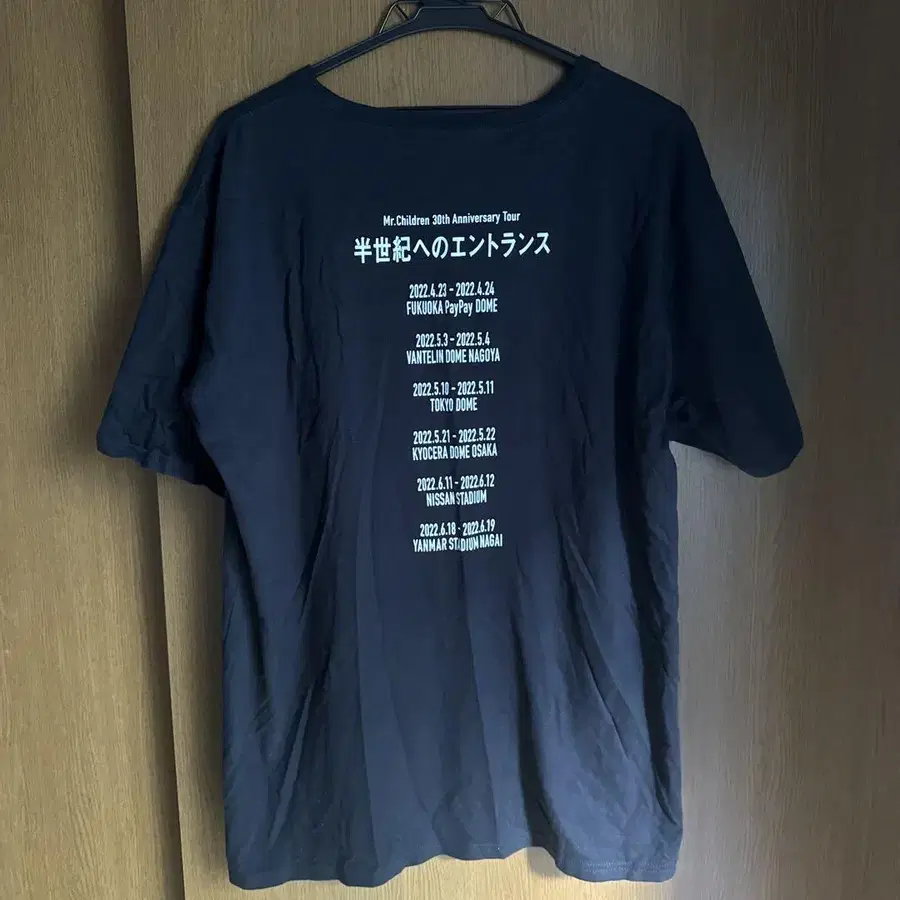 Mr.Children 30th Anniversary Tour
半世紀へのエントランス
2022.4.23 - 2022.4.24
FUKUOKA PayPay DOME
2022.5.3 - 2022.5.4
VANTELIN DOME NAGOYA
2022.5.10 - 2022.5.11
TOKYO DOME
2022.5.21 - 2022.5.22
KYOCERA DOME OSAKA
2022.6.11 - 2022.6.12
NISSAN STADIUM
2022.6.18 - 2022.6.19
YANMAR STADIUM NAGAI